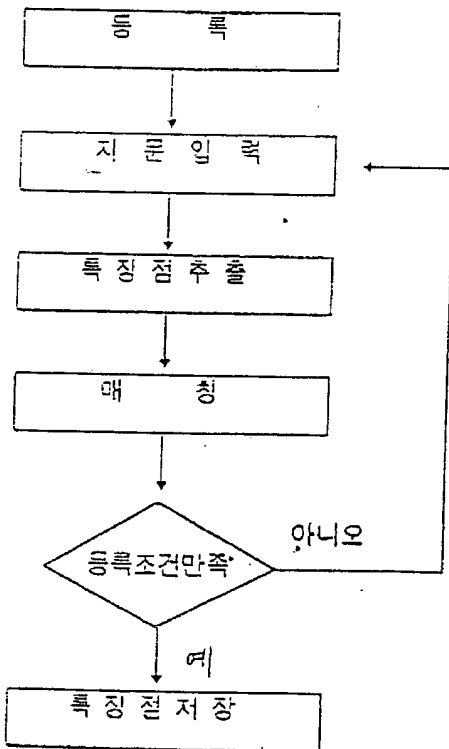 등 록
지 문 입 력
특 징 점 추 출
매 칭
등록조건만족
아니오
예
특 징 점 저 장